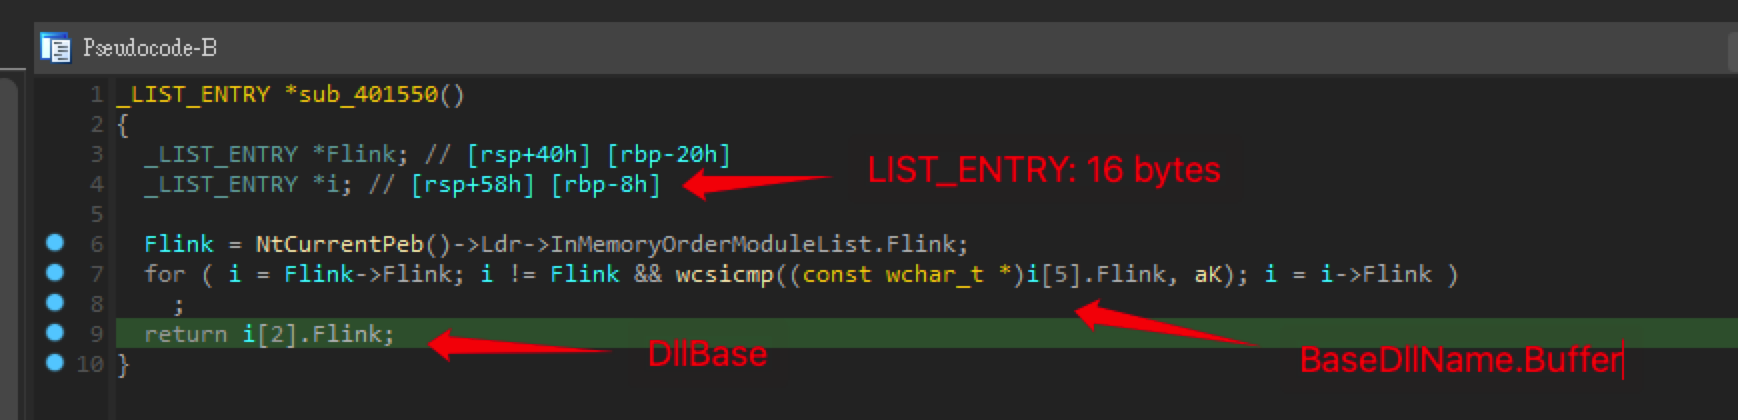 Pseudocode-B
1 _LIST_ENTRY *sub_401550()
2 {
3 _LIST_ENTRY *Flink; // [rsp+40h] [rbp-20h]
LIST_ENTRY: 16 bytes
4 _LIST_ENTRY *i; // [rsp+58h] [rbp-8h]
5
6 Flink = NtCurrentPeb()->Ldr->InMemoryOrderModuleList.Flink;
7 for ( i = Flink->Flink; i != Flink && wcsicmp((const wchar_t *)i[5].Flink, aK); i = i->Flink )
8 ;
9 return i[2].Flink;
DllBase
BaseDllName.Buffer
10 }